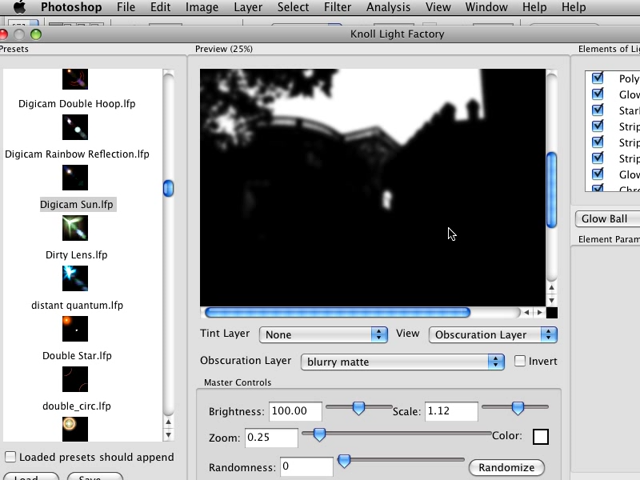 Photoshop File Edit Image Layer Select Filter Analysis View Window Help Help
Knoll Light Factory
Presets
Preview (25%)
Elements of Li
Digicam Double Hoop.lfp
Digicam Rainbow Reflection.lfp
Digicam Sun.lfp
Dirty Lens.lfp
distant quantum.lfp
Double Star.lfp
double_circ.lfp
Loaded presets should append
Load...
Save...
Tint Layer None View Obscuration Layer
Obscuration Layer blurry matte Invert
Master Controls
Brightness: 100.00 Scale: 1.12
Zoom: 0.25 Color:
Randomness: 0 Randomize
Poly
Glow
Star
Strip
Strip
Strip
Glow
Chro
Glow Ball
Element Param